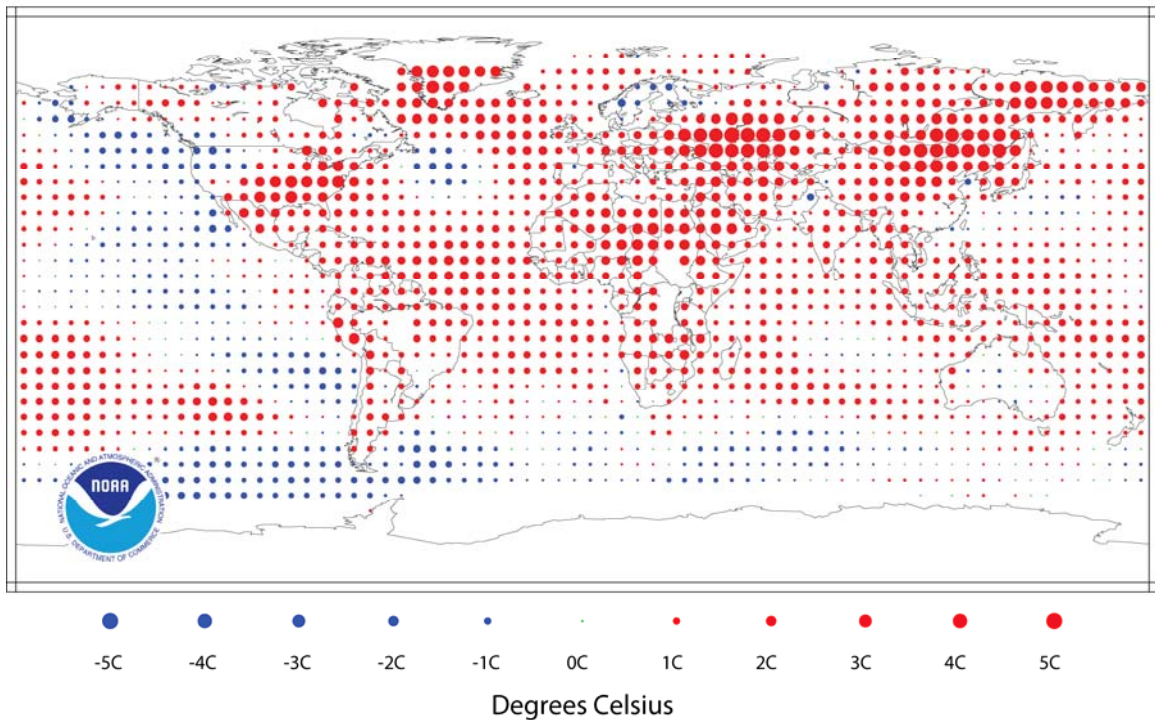 NATIONAL OCEANIC AND ATMOSPHERIC ADMINISTRATION
NOAA
U.S. DEPARTMENT OF COMMERCE
®
-5C -4C -3C -2C -1C 0C 1C 2C 3C 4C 5C
Degrees Celsius